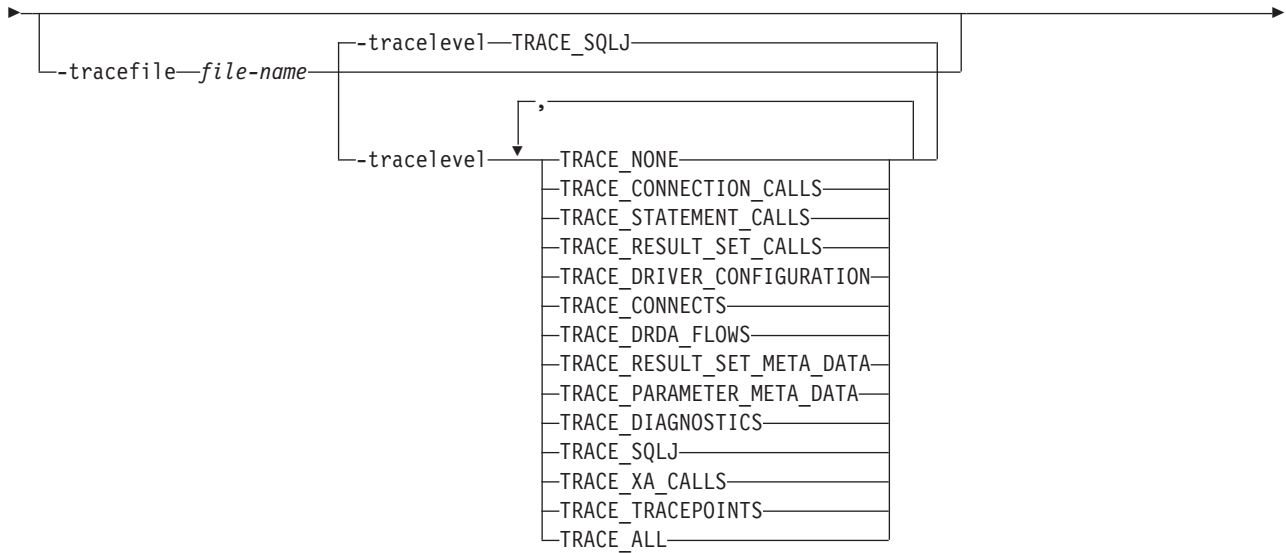 -tracelevel TRACE_SQLJ
-tracefile file-name
,
-tracelevel TRACE_NONE
TRACE_CONNECTION_CALLS
TRACE_STATEMENT_CALLS
TRACE_RESULT_SET_CALLS
TRACE_DRIVER_CONFIGURATION
TRACE_CONNECTS
TRACE_DRDA_FLOWS
TRACE_RESULT_SET_META_DATA
TRACE_PARAMETER_META_DATA
TRACE_DIAGNOSTICS
TRACE_SQLJ
TRACE_XA_CALLS
TRACE_TRACEPOINTS
TRACE_ALL